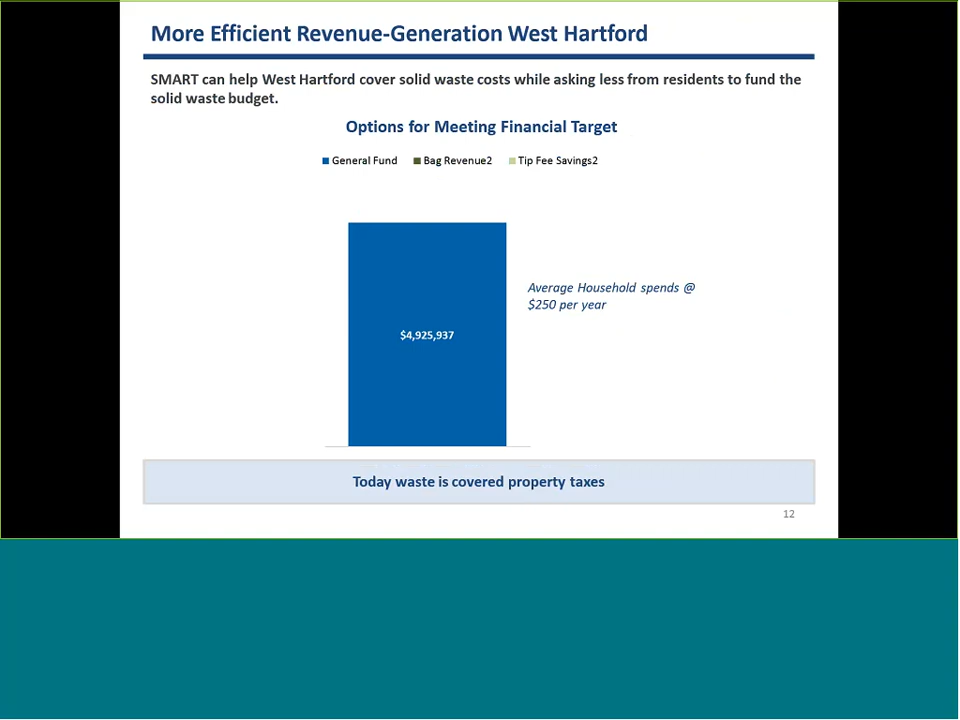 More Efficient Revenue-Generation West Hartford
SMART can help West Hartford cover solid waste costs while asking less from residents to fund the
solid waste budget.
Options for Meeting Financial Target
General Fund Bag Revenue2 Tip Fee Savings2
Average Household spends @
$250 per year
$4,925,937
Today waste is covered property taxes
12